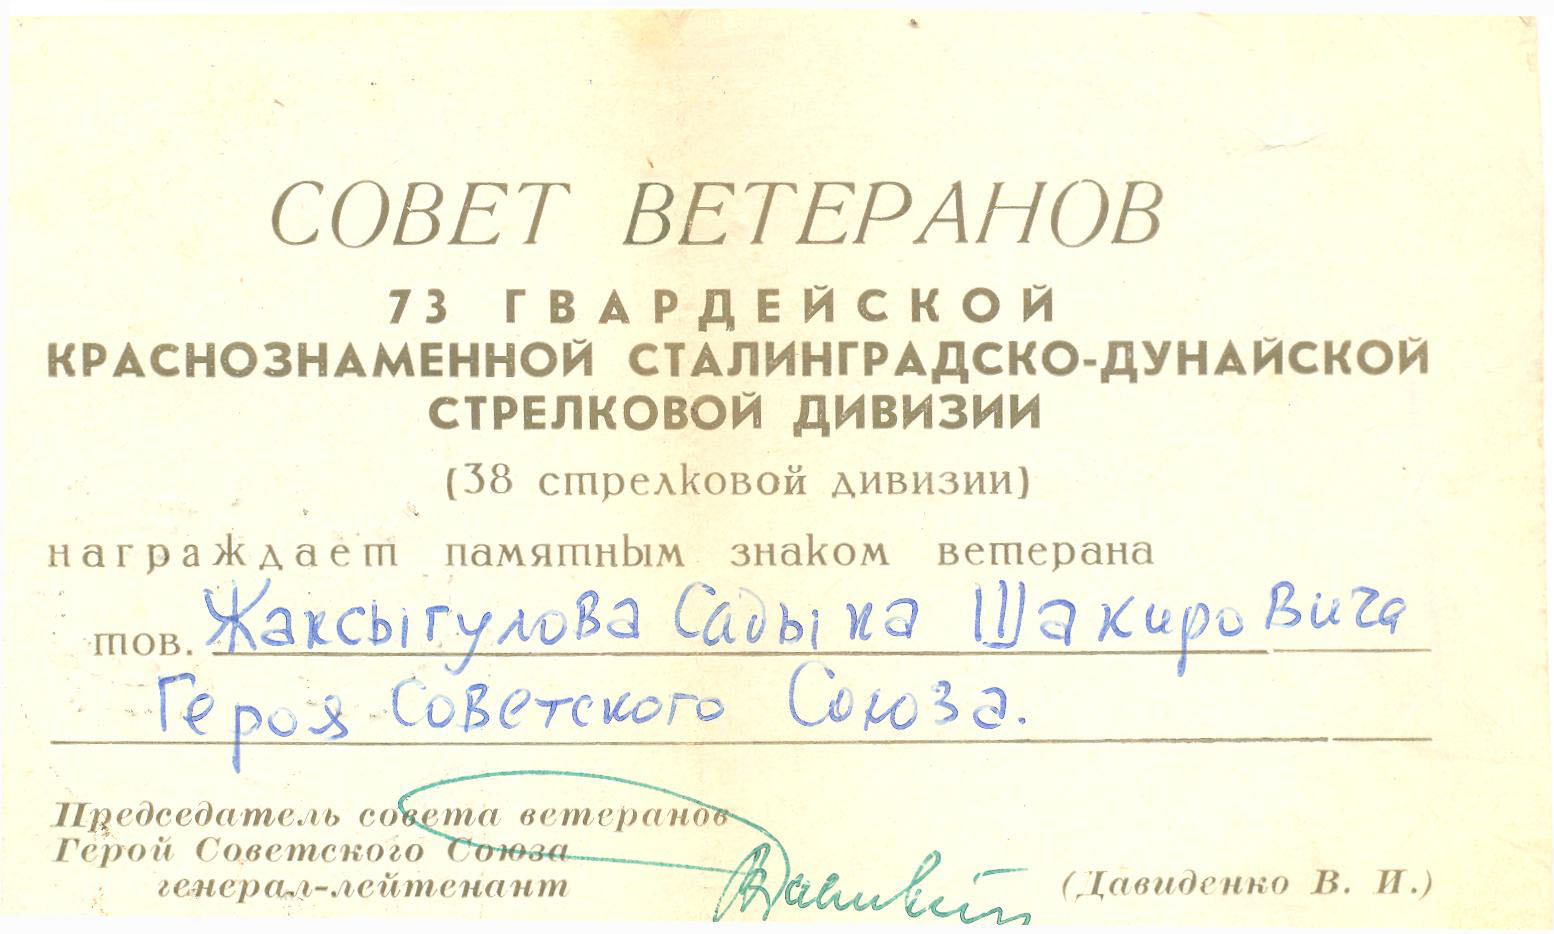 СОВЕТ ВЕТЕРАНОВ
73 ГВАРДЕЙСКОЙ
КРАСНОЗНАМЕННОЙ СТАЛИНГРАДСКО-ДУНАЙСКОЙ
СТРЕЛКОВОЙ ДИВИЗИИ
(38 стрелковой дивизии)
награждает памятным знаком ветерана
тов. Жаксыгулова Садыка Шакировича
Героя Советского Союза.
Председатель совета ветеранов
Герой Советского Союза
генерал-лейтенант (Давиденко В. И.)